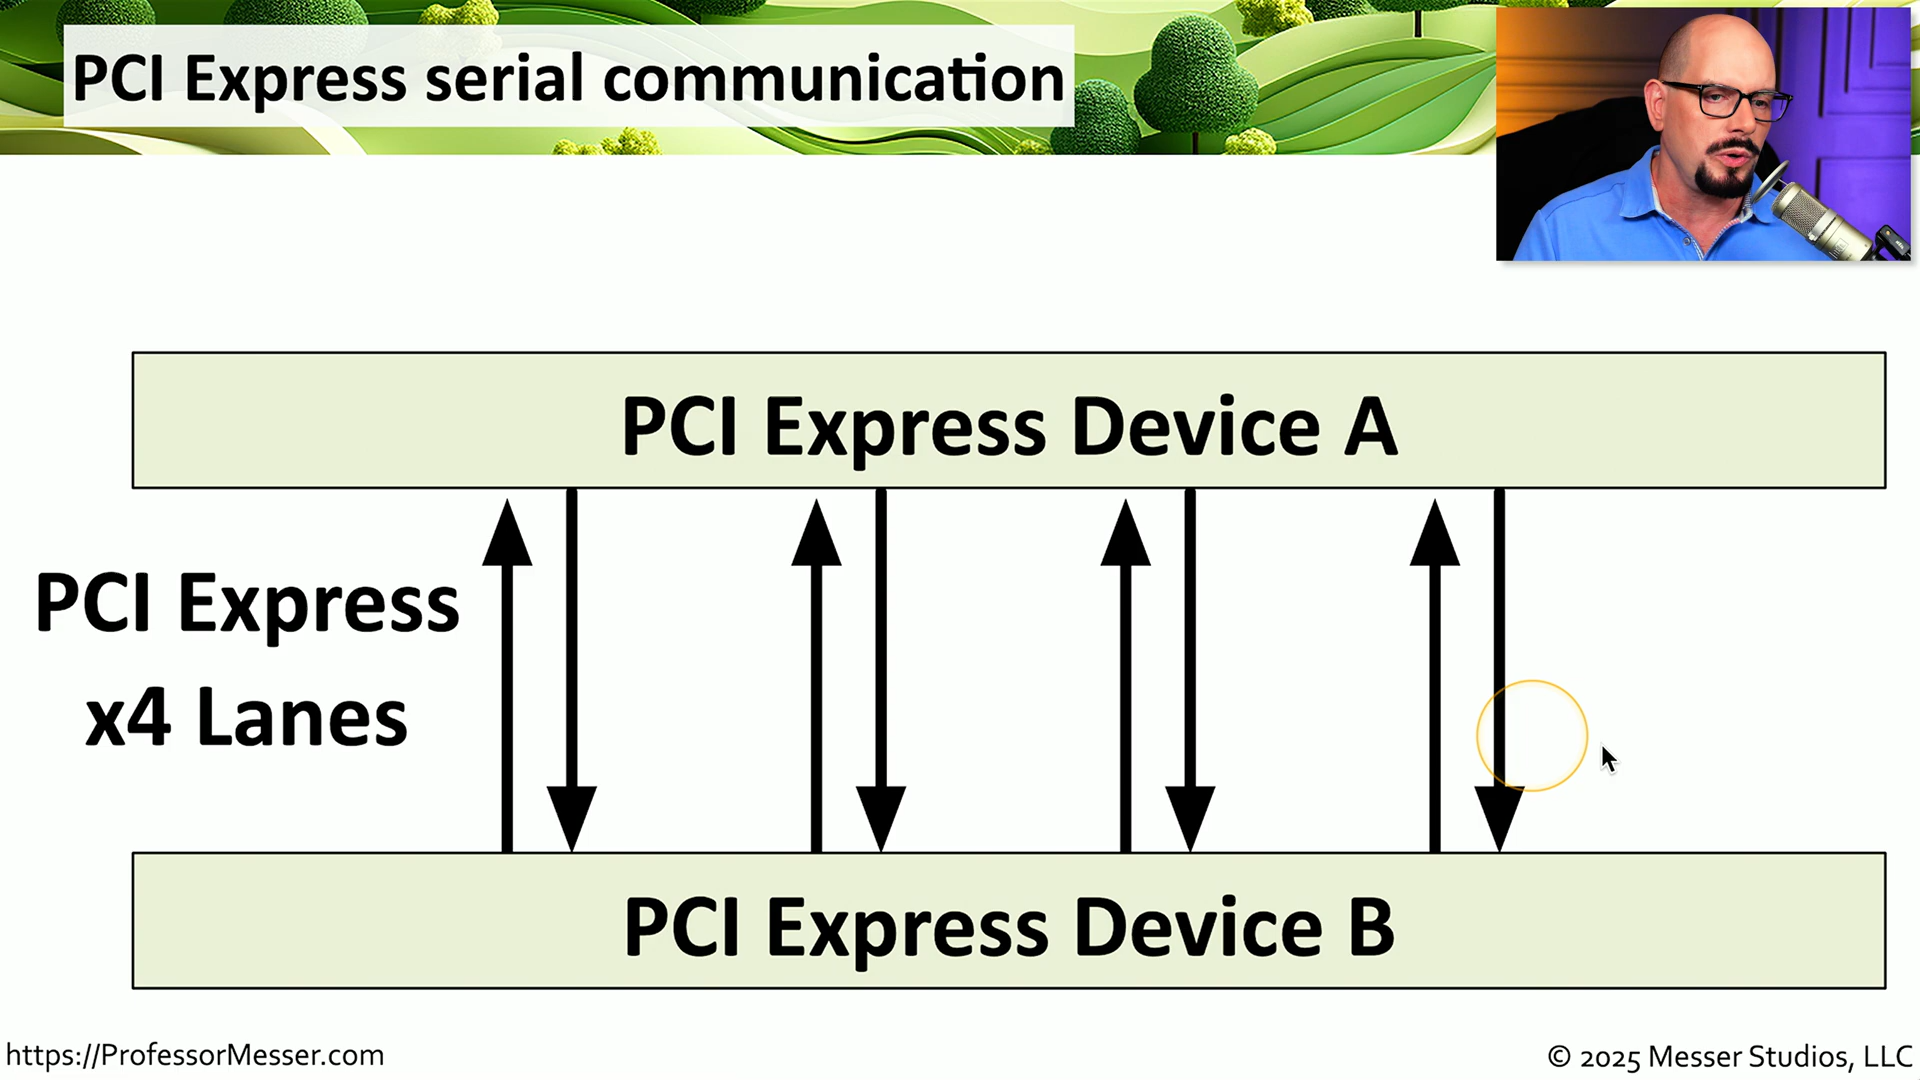 PCI Express serial communication
PCI Express Device A
PCI Express
x4 Lanes
PCI Express Device B
https://ProfessorMesser.com
© 2025 Messer Studios, LLC